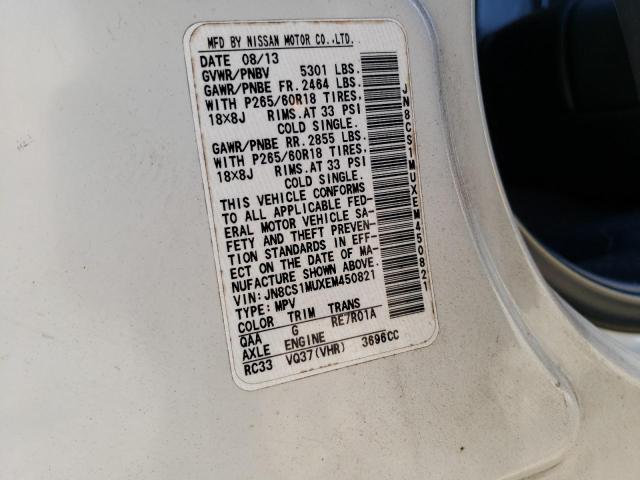 MFD BY NISSAN MOTOR CO.,LTD.
DATE 08/13
GVWR/PNBV 5301 LBS.
GAWR/PNBE FR. 2464 LBS.
WITH P265/60R18 TIRES,
18X8J RIMS.AT 33 PSI
COLD SINGLE.
GAWR/PNBE RR. 2855 LBS.
WITH P265/60R18 TIRES,
18X8J RIMS.AT 33 PSI
COLD SINGLE.
THIS VEHICLE CONFORMS
TO ALL APPLICABLE FED-
ERAL MOTOR VEHICLE SA-
FETY AND THEFT PREVEN-
TION STANDARDS IN EFF-
ECT ON THE DATE OF MA-
NUFACTURE SHOWN ABOVE.
VIN: JN8CS1MUXEM450821
TYPE: MPV
COLOR TRIM TRANS
QAA G RE7R01A
AXLE ENGINE
RC33 VQ37(VHR) 3696CC
JN8CS1MUXEM450821